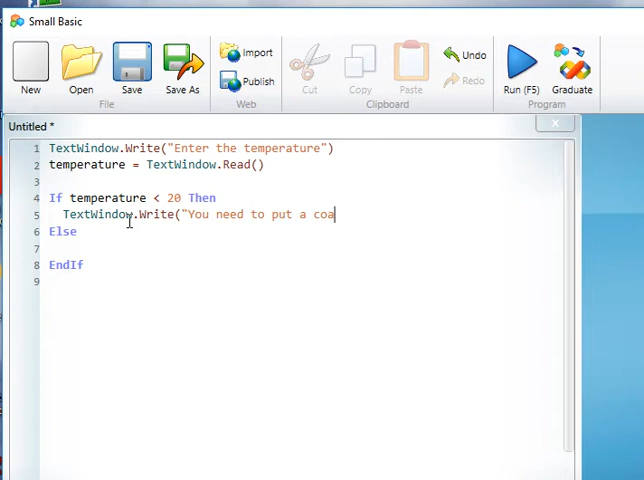 Small Basic
New
Open
Save
Save As
Import
Publish
Cut
Copy
Paste
Undo
Redo
Run (F5)
Graduate
File
Web
Clipboard
Program
Untitled *
1 TextWindow.Write("Enter the temperature")
2 temperature = TextWindow.Read()
3
4 If temperature < 20 Then
5 TextWindow.Write("You need to put a coa
6 Else
7
8 EndIf
9